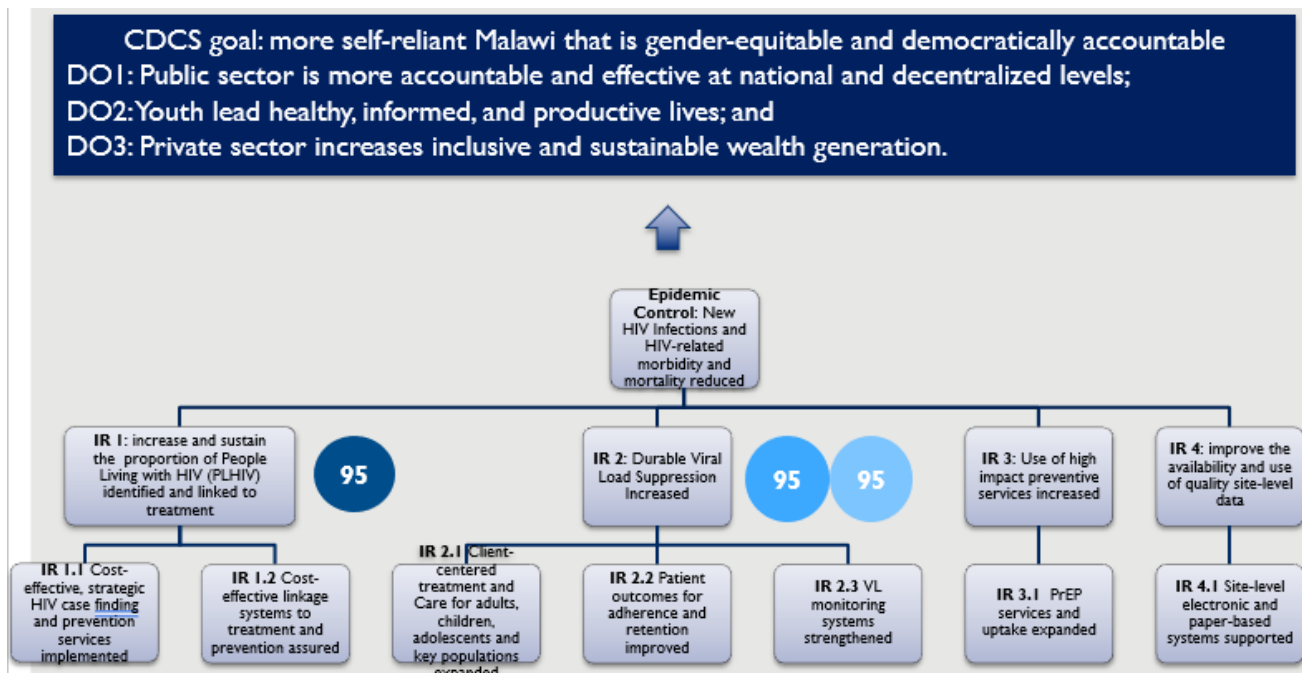 CDCS goal: more self-reliant Malawi that is gender-equitable and democratically accountable
DO1: Public sector is more accountable and effective at national and decentralized levels;
DO2: Youth lead healthy, informed, and productive lives; and
DO3: Private sector increases inclusive and sustainable wealth generation.
Epidemic
Control: New
HIV Infections and
HIV-related
morbidity and
mortality reduced
IR 1: increase and sustain
the proportion of People
Living with HIV (PLHIV)
identified and linked to
treatment
95
IR 2: Durable Viral
Load Suppression
Increased
95
95
IR 3: Use of high
impact preventive
services increased
IR 4: improve the
availability and use
of quality site-level
data
IR 1.1 Cost-
effective, strategic
HIV case finding
and prevention
services
implemented
IR 1.2 Cost-
effective linkage
systems to
treatment and
prevention assured
IR 2.1 Client-
centered
treatment and
Care for adults,
children,
adolescents and
key populations
expanded
IR 2.2 Patient
outcomes for
adherence and
retention
improved
IR 2.3 VL
monitoring
systems
strengthened
IR 3.1 PrEP
services and
uptake expanded
IR 4.1 Site-level
electronic and
paper-based
systems supported